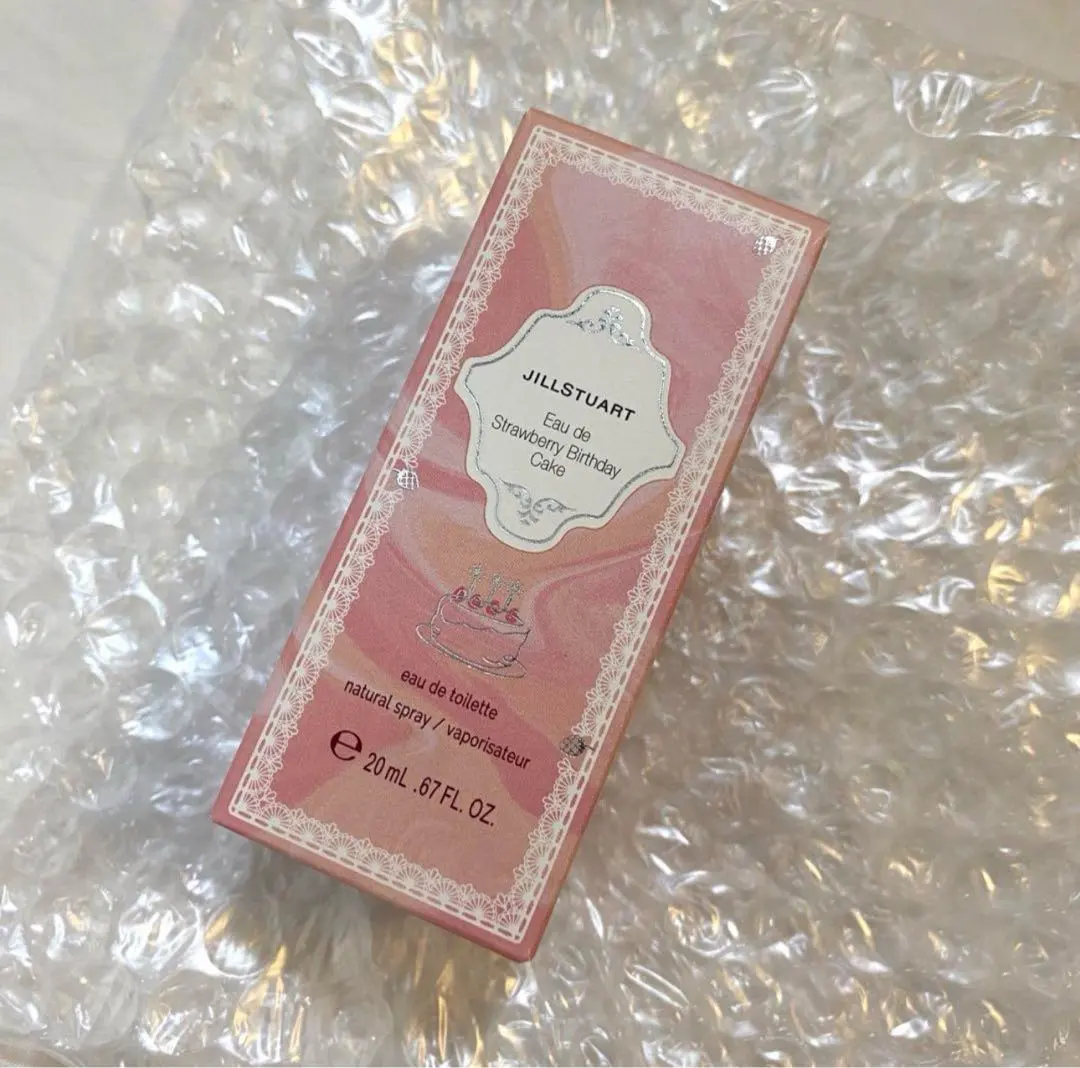 JILLSTUART
Eau de
Strawberry Birthday
Cake
eau de toilette
natural spray / vaporisateur
℮ 20 mL .67 FL. OZ.